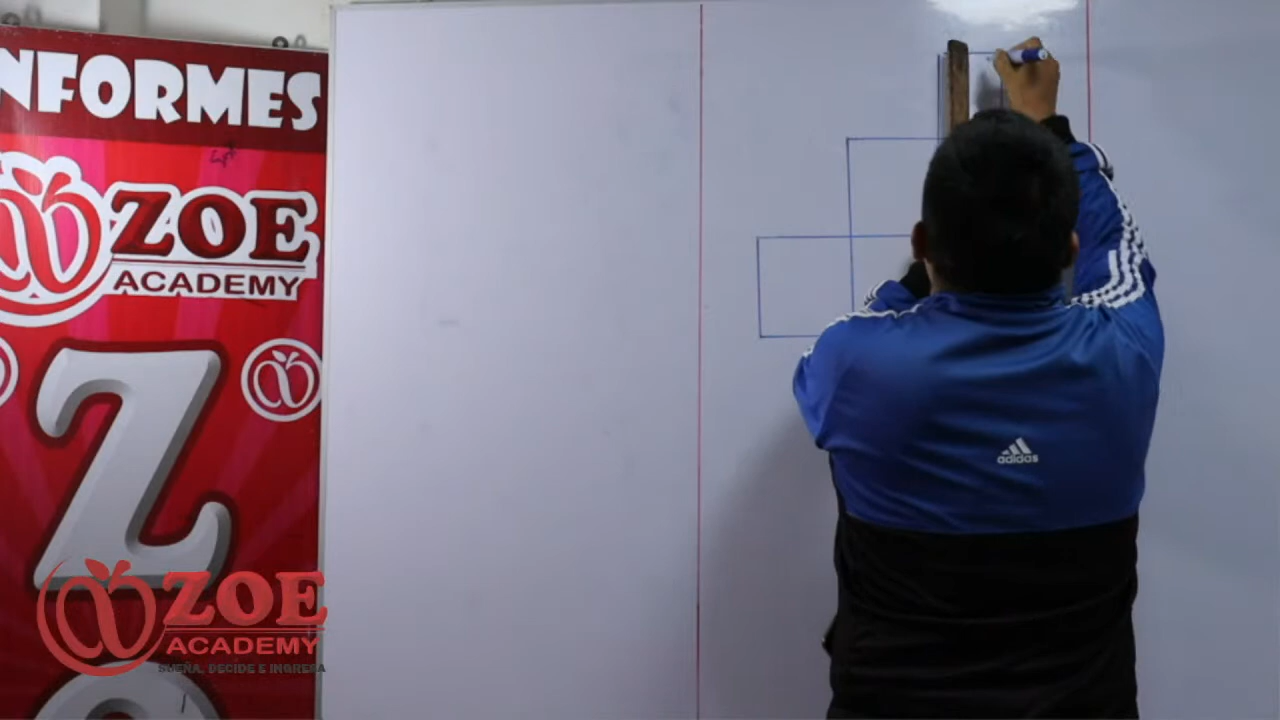 NFORMES
ZOE
ACADEMY
Z
adidas
ZOE
ACADEMY
SUEÑA, DECIDE E INGRESA